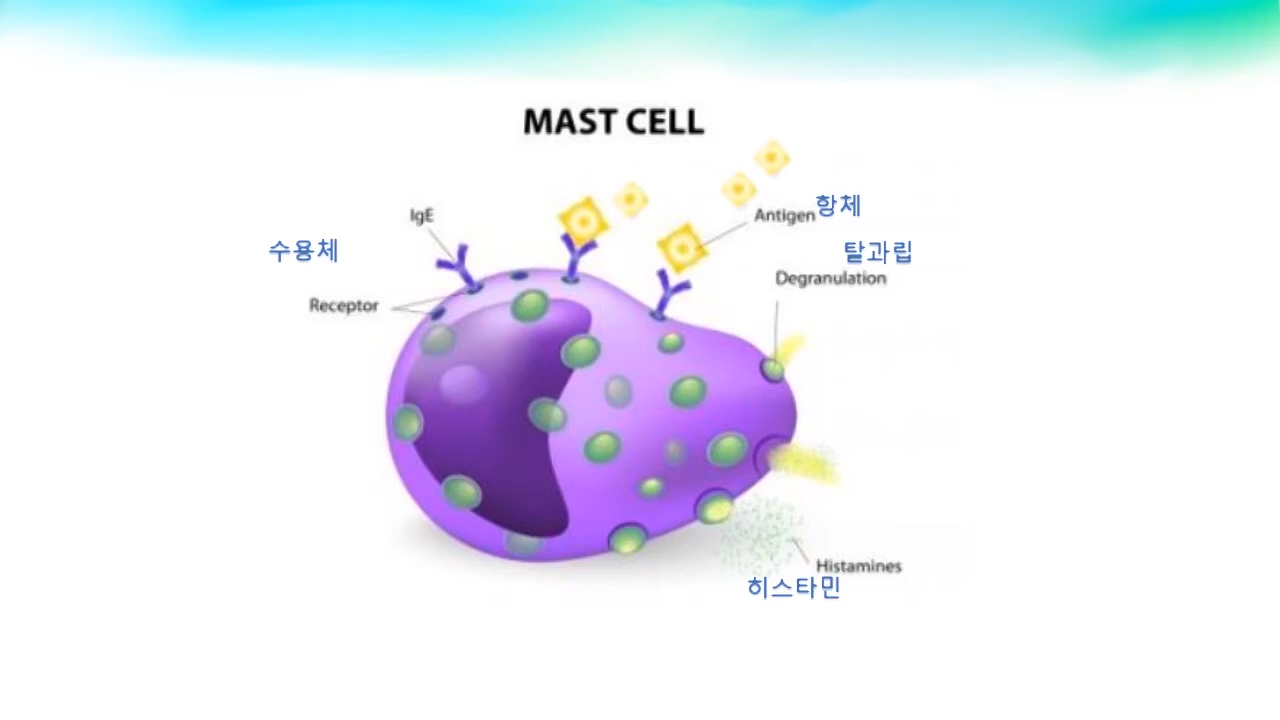 MAST CELL
IgE
Antigen 항체
수용체
탈과립
Degranulation
Receptor
Histamines
히스타민